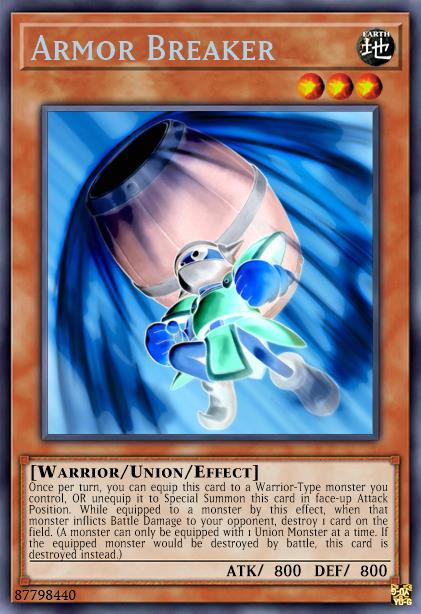 ARMOR BREAKER
EARTH
地
[WARRIOR/UNION/EFFECT]
Once per turn, you can equip this card to a Warrior-Type monster you
control, OR unequip it to Special Summon this card in face-up Attack
Position. While equipped to a monster by this effect, when that
monster inflicts Battle Damage to your opponent, destroy 1 card on
the field. (A monster can only be equipped with 1 Union Monster at a time. If
the equipped monster would be destroyed by battle, this card is
destroyed instead.)
ATK/ 800 DEF/ 800
87798440